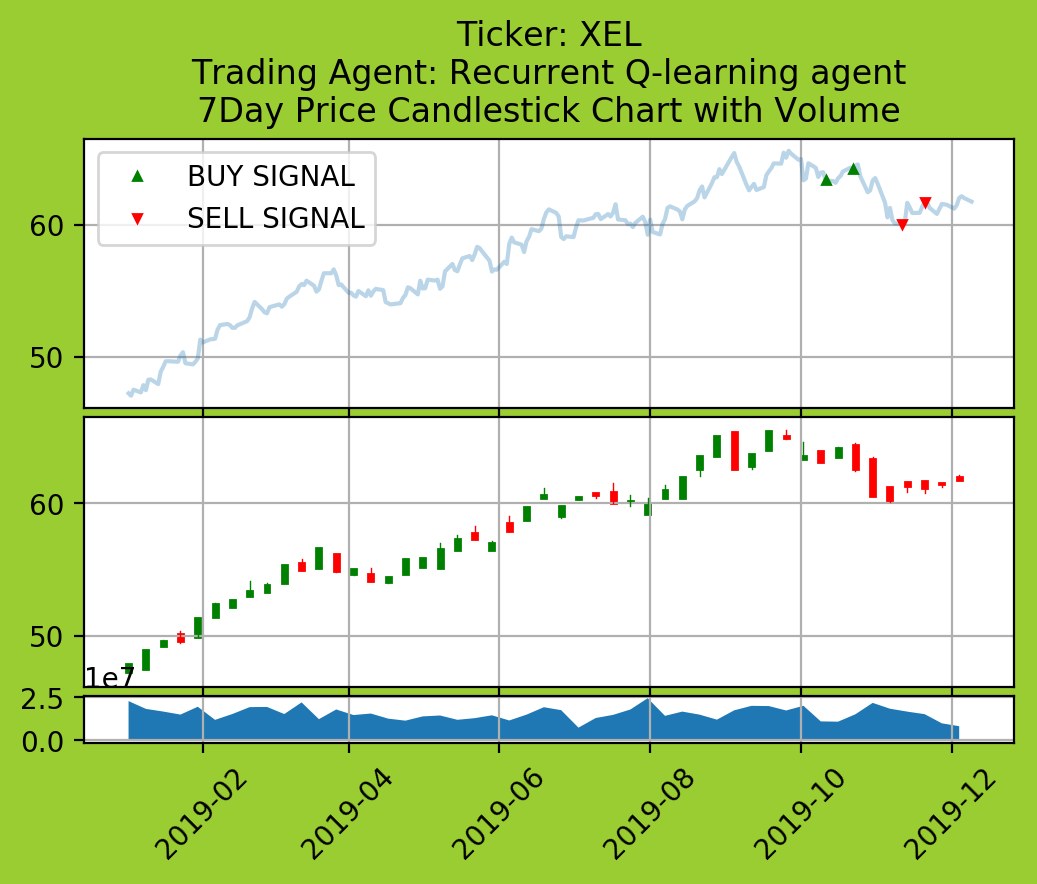 Ticker: XEL
Trading Agent: Recurrent Q-learning agent
7Day Price Candlestick Chart with Volume
BUY SIGNAL
SELL SIGNAL
60
50
60
50
1e7
2.5
0.0
2019-02
2019-04
2019-06
2019-08
2019-10
2019-12